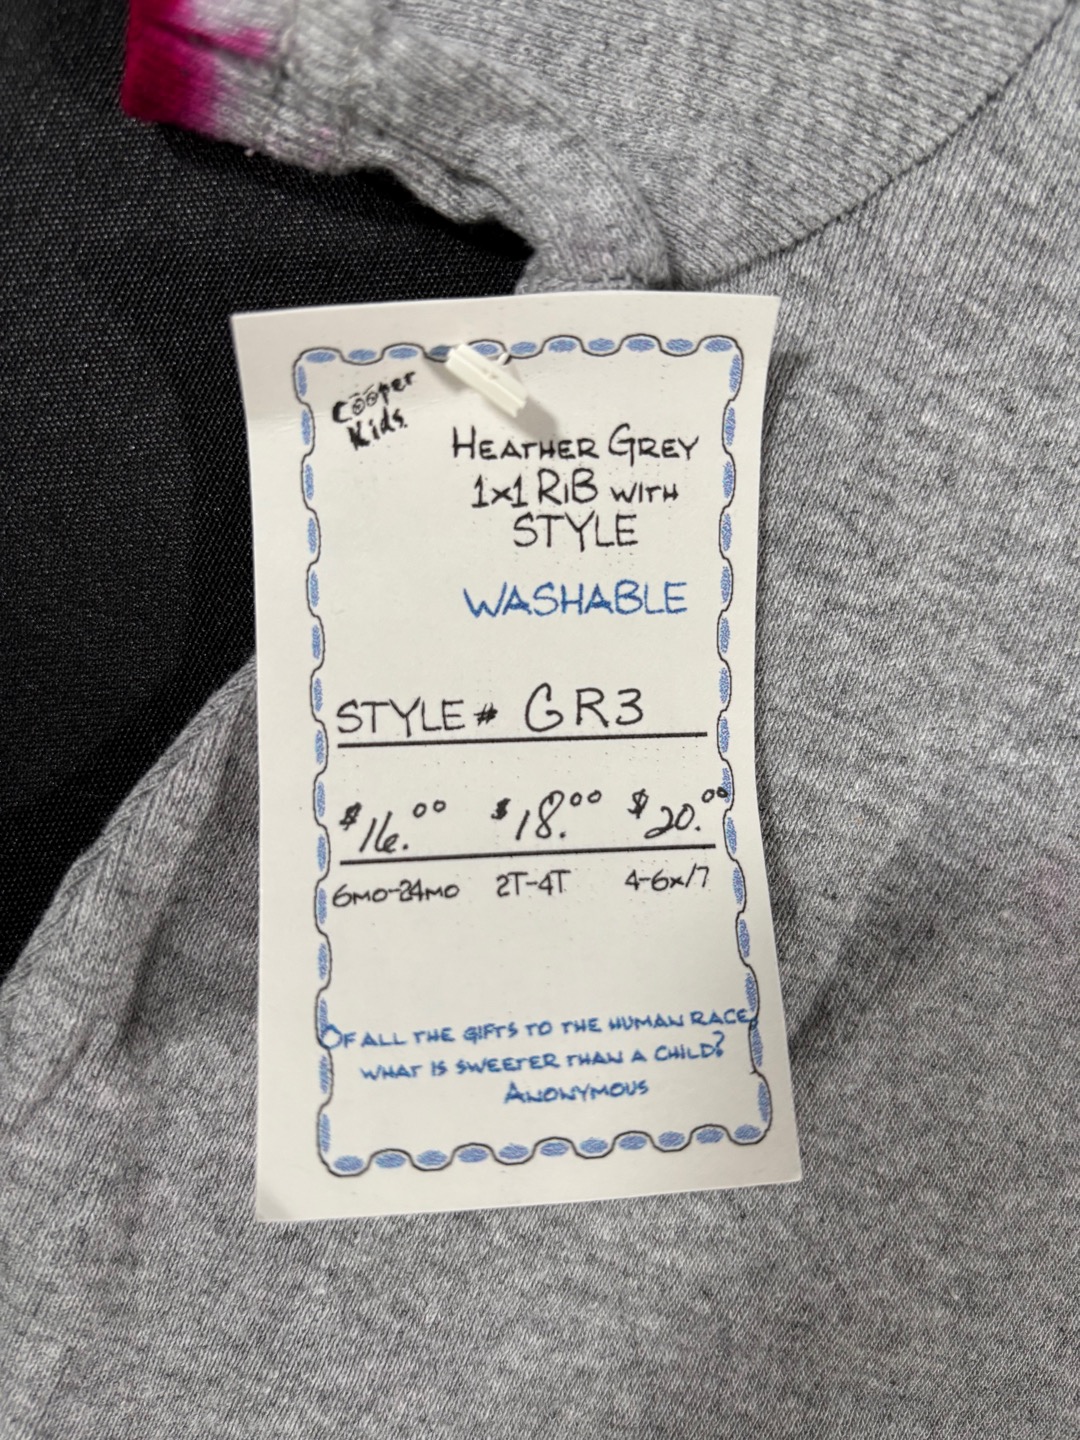 Cooper
Kids.
HEATHER GREY
1x1 RiB WITH
STYLE
WASHABLE
STYLE# GR3
$16.00 $18.00 $20.00
6MO-24MO 2T-4T 4-6x/7
OF ALL THE GIFTS TO THE HUMAN RACE,
WHAT IS SWEETER THAN A CHILD?
ANONYMOUS